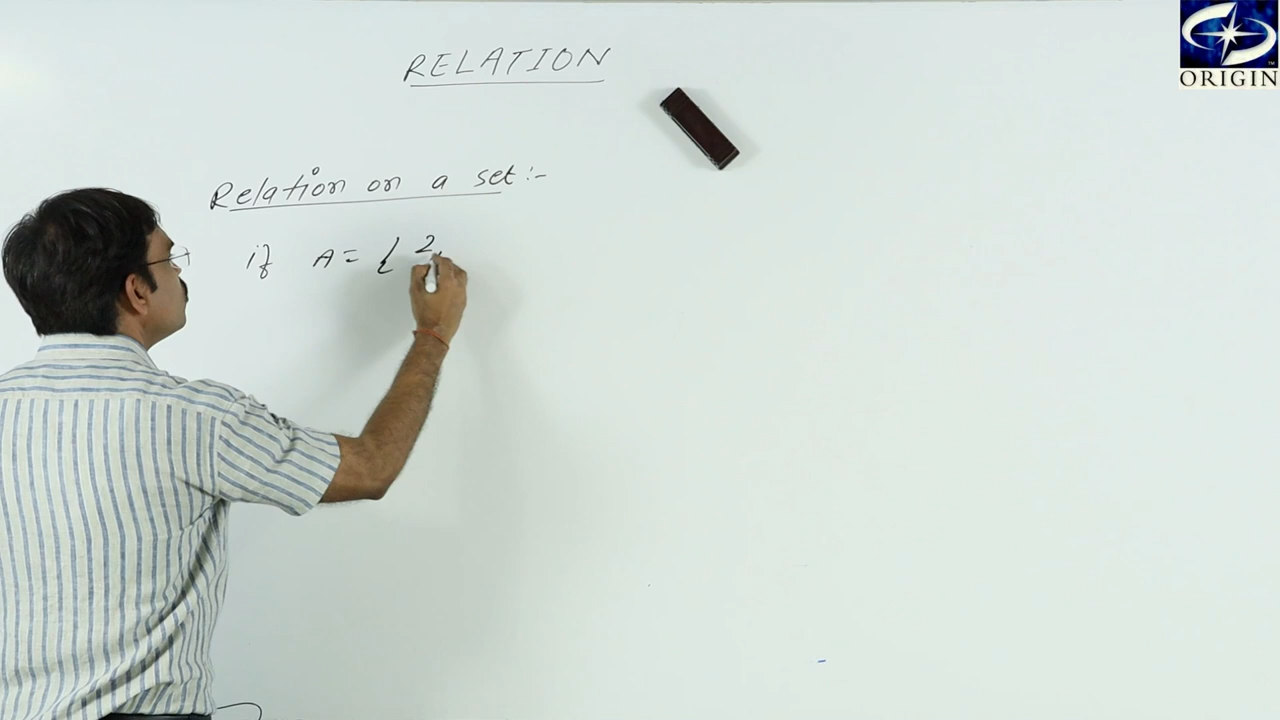 RELATION
ORIGIN
Relation on a set :-
if A = { 2,